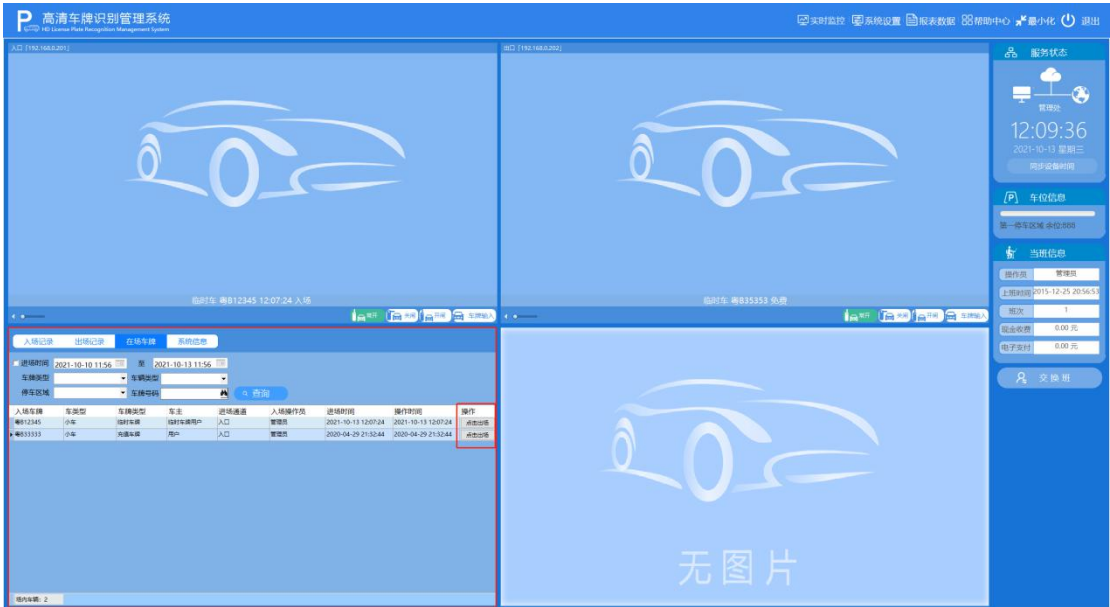 高清车牌识别管理系统
HD License Plate Recognition Management System
实时监控 系统设置 报表数据 帮助中心 最小化 退出
入口 [192.168.0.201]
出口 [192.168.0.202]
服务状态
管理处
12:09:36
2021-10-13 星期三
同步设备时间
车位信息
第一停车区域 余位:888
当班信息
操作员 管理员
上班时间 2015-12-25 20:56:53
班次 1
现金收费 0.00 元
电子支付 0.00 元
交换班
临时车 粤B12345 12:07:24 入场
临时车 粤B35353 免费
常开 关闸 开闸 车牌输入
常开 关闸 开闸 车牌输入
入场记录 出场记录 在场车牌 系统信息
进场时间 2021-10-10 11:56 至 2021-10-13 11:56
车牌类型 车辆类型
停车区域 车牌号码 查询
入场车牌 车类型 车牌类型 车主 进场通道 入场操作员 进场时间 操作时间 操作
粤B12345 小车 临时车牌 临时车牌用户 入口 管理员 2021-10-13 12:07:24 2021-10-13 12:07:24 点击出场
粤B33333 小车 充值车牌 用户 入口 管理员 2020-04-29 21:32:44 2020-04-29 21:32:44 点击出场
无图片
场内车辆: 2